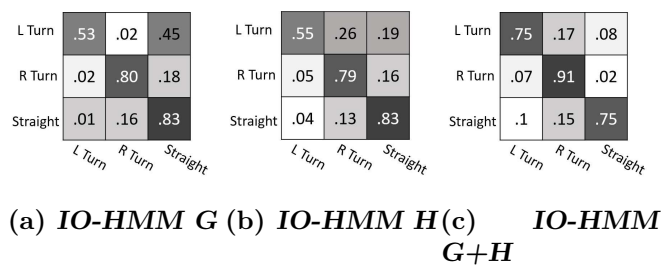 L Turn .53 .02 .45 L Turn .55 .26 .19 L Turn .75 .17 .08
R Turn .02 .80 .18 R Turn .05 .79 .16 R Turn .07 .91 .02
Straight .01 .16 .83 Straight .04 .13 .83 Straight .1 .15 .75
L Turn R Turn Straight L Turn R Turn Straight L Turn R Turn Straight
(a) IO-HMM G (b) IO-HMM H (c) IO-HMM
G+H